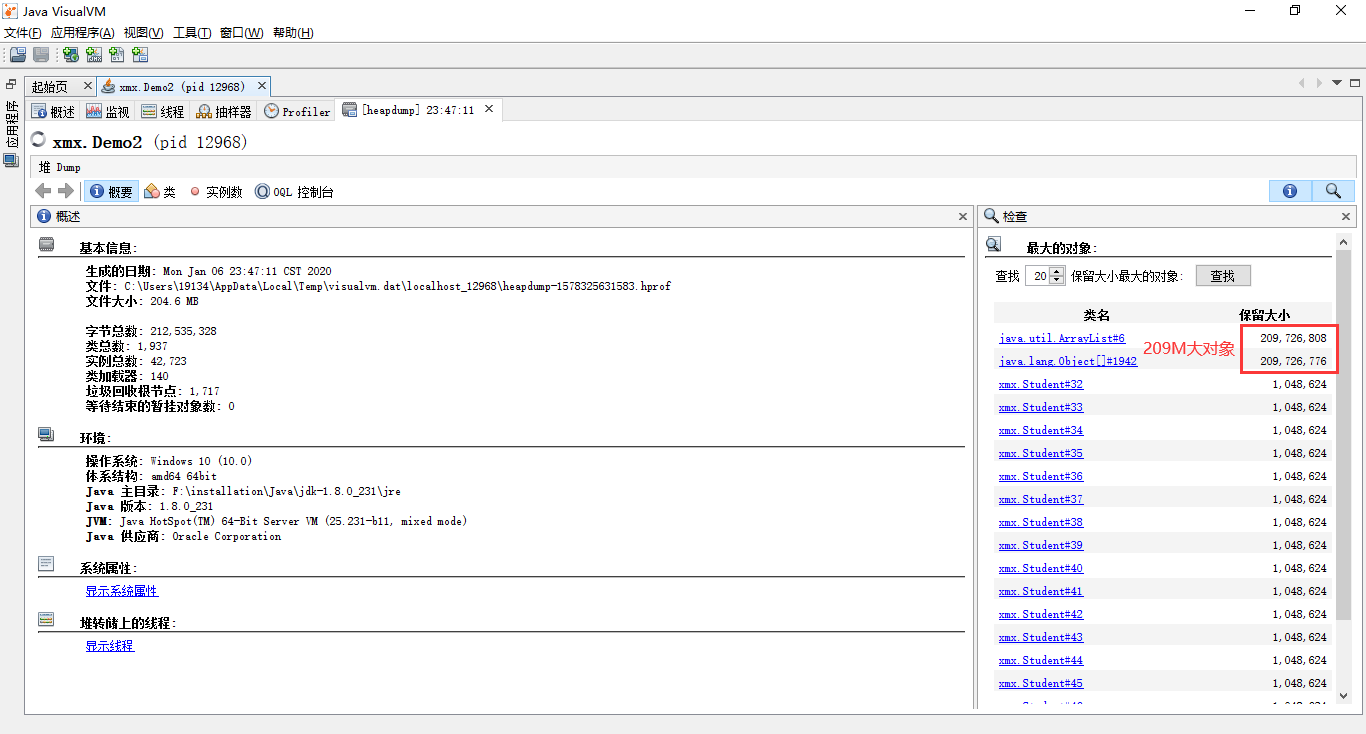 Java VisualVM
文件(F) 应用程序(A) 视图(V) 工具(T) 窗口(W) 帮助(H)
起始页 xmx.Demo2 (pid 12968)
应用程序
概述 监视 线程 抽样器 Profiler [heapdump] 23:47:11
xmx.Demo2 (pid 12968)
堆 Dump
概要 类 实例数 OQL 控制台
概述
基本信息:
生成的日期: Mon Jan 06 23:47:11 CST 2020
文件: C:\Users\19134\AppData\Local\Temp\visualvm.dat\localhost_12968\heapdump-1578325631583.hprof
文件大小: 204.6 MB
字节总数: 212,535,328
类总数: 1,937
实例总数: 42,723
类加载器: 140
垃圾回收根节点: 1,717
等待结束的暂挂对象数: 0
环境:
操作系统: Windows 10 (10.0)
体系结构: amd64 64bit
Java 主目录: F:\installation\Java\jdk-1.8.0_231\jre
Java 版本: 1.8.0_231
JVM: Java HotSpot(TM) 64-Bit Server VM (25.231-b11, mixed mode)
Java 供应商: Oracle Corporation
系统属性:
显示系统属性
堆转储上的线程:
显示线程
检查
最大的对象:
查找 20 保留大小最大的对象: 查找
类名 保留大小
java.util.ArrayList#6 209,726,808
209M大对象
java.lang.Object[]#1942 209,726,776
xmx.Student#32 1,048,624
xmx.Student#33 1,048,624
xmx.Student#34 1,048,624
xmx.Student#35 1,048,624
xmx.Student#36 1,048,624
xmx.Student#37 1,048,624
xmx.Student#38 1,048,624
xmx.Student#39 1,048,624
xmx.Student#40 1,048,624
xmx.Student#41 1,048,624
xmx.Student#42 1,048,624
xmx.Student#43 1,048,624
xmx.Student#44 1,048,624
xmx.Student#45 1,048,624